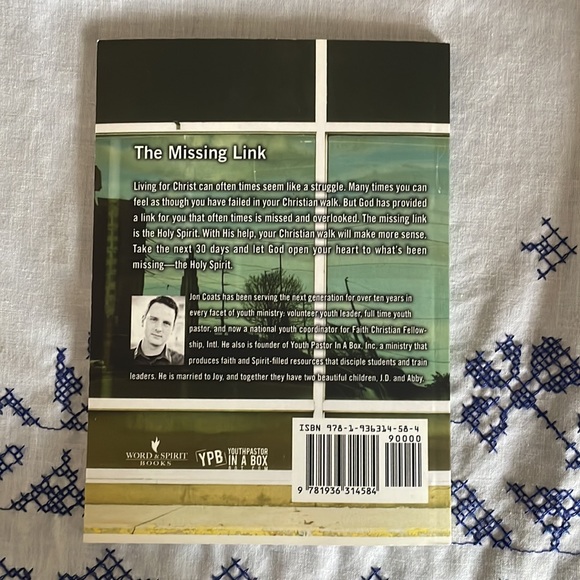 The Missing Link
Living for Christ can often times seem like a struggle. Many times you can
feel as though you have failed in your Christian walk. But God has provided
a link for you that often times is missed and overlooked. The missing link
is the Holy Spirit. With His help, your Christian walk will make more sense.
Take the next 30 days and let God open your heart to what's been
missing—the Holy Spirit.
Jon Coats has been serving the next generation for over ten years in
every facet of youth ministry: volunteer youth leader, full time youth
pastor, and now a national youth coordinator for Faith Christian Fellow-
ship, Intl. He also is founder of Youth Pastor In A Box, Inc, a ministry that
produces faith and Spirit-filled resources that disciple students and train
leaders. He is married to Joy, and together they have two beautiful children, J.D. and Abby.
ISBN 978-1-936314-58-4
90000
WORD & SPIRIT
BOOKS
YPB
YOUTHPASTOR
IN A BOX
DOT COM
9 781936 314584